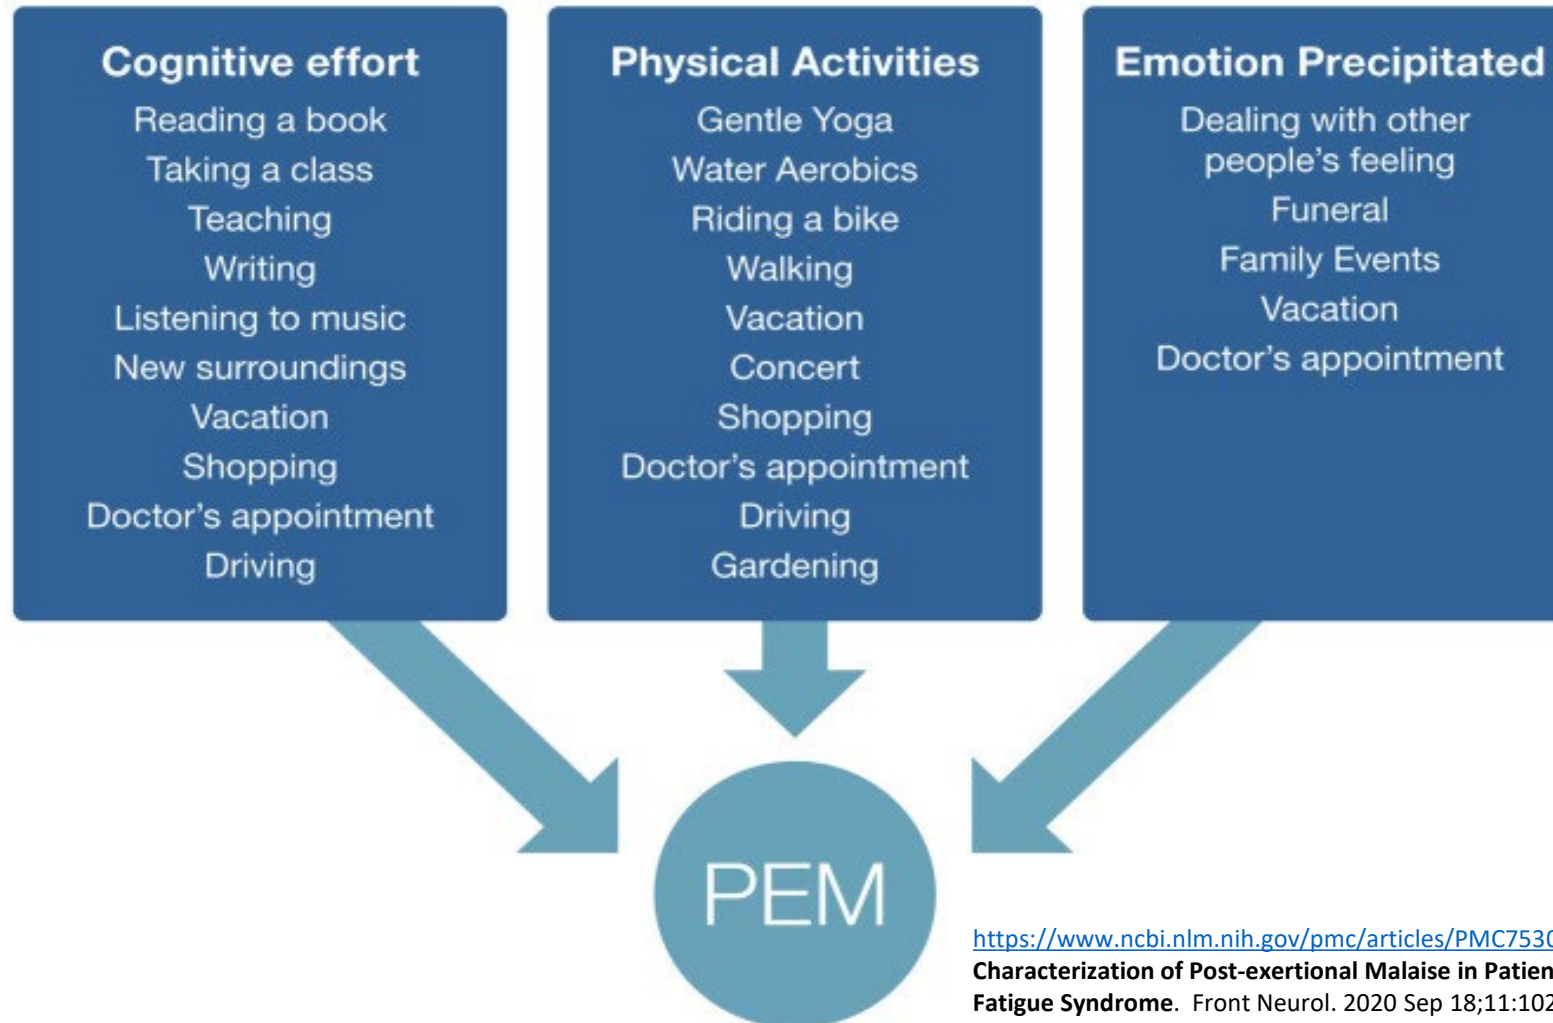 Cognitive effort
Reading a book
Taking a class
Teaching
Writing
Listening to music
New surroundings
Vacation
Shopping
Doctor's appointment
Driving
Physical Activities
Gentle Yoga
Water Aerobics
Riding a bike
Walking
Vacation
Concert
Shopping
Doctor's appointment
Driving
Gardening
Emotion Precipitated
Dealing with other
people's feeling
Funeral
Family Events
Vacation
Doctor's appointment
PEM
https://www.ncbi.nlm.nih.gov/pmc/articles/PMC7530
Characterization of Post-exertional Malaise in Patien
Fatigue Syndrome. Front Neurol. 2020 Sep 18;11:102